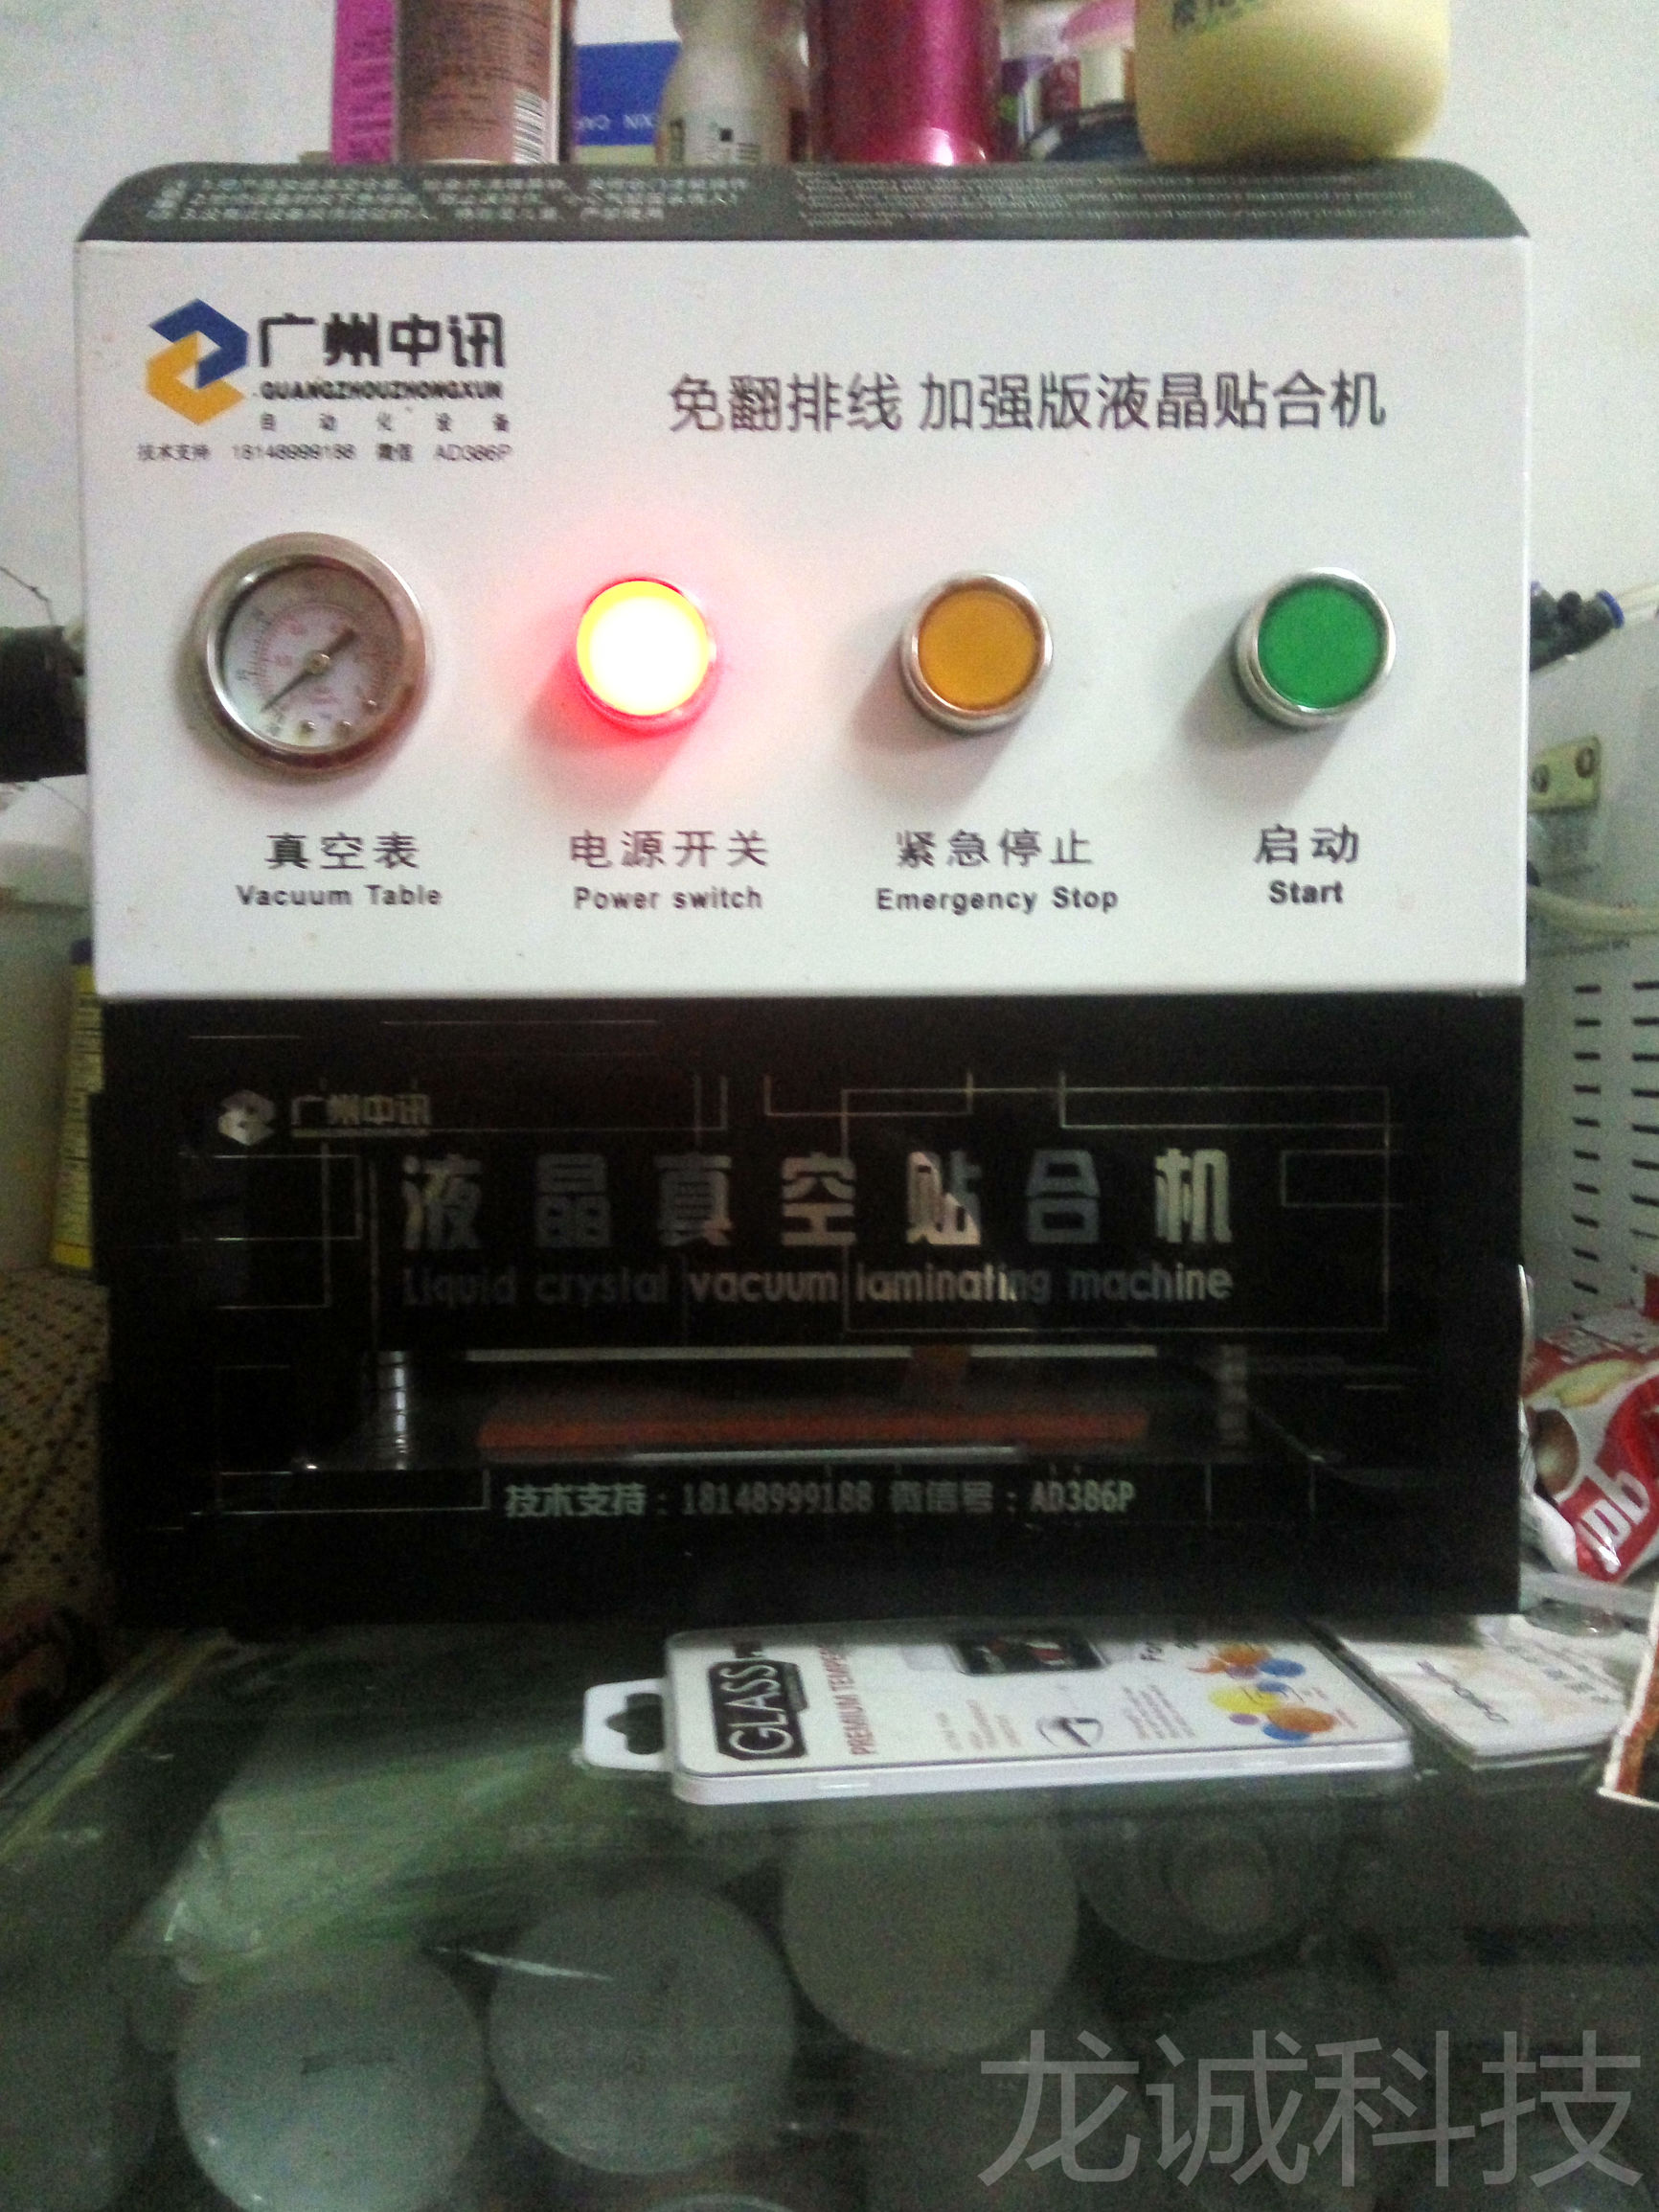 XIN CAR
广州中讯
GUANGZHOUZHONGXUN
自动化设备
技术支持 18148999188 微信 AD386P
免翻排线 加强版液晶贴合机
真空表
Vacuum Table
电源开关
Power switch
紧急停止
Emergency Stop
启动
Start
广州中讯
液晶真空贴合机
Liquid crystal vacuum laminating machine
技术支持：18148999188 微信号：AD386P
GLASS
PREMIUM TEMPER
龙诚科技